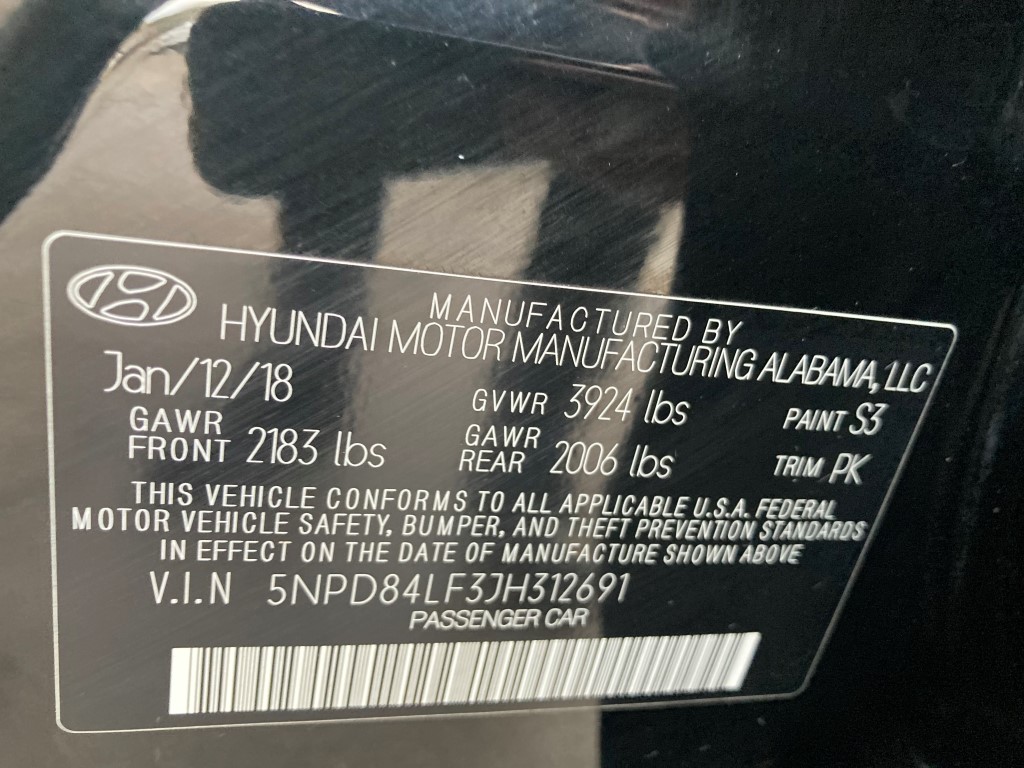 MANUFACTURED BY
HYUNDAI MOTOR MANUFACTURING ALABAMA, LLC
Jan/12/18 GVWR 3924 lbs PAINT S3
GAWR FRONT 2183 lbs GAWR REAR 2006 lbs TRIM PK
THIS VEHICLE CONFORMS TO ALL APPLICABLE U.S.A. FEDERAL
MOTOR VEHICLE SAFETY, BUMPER, AND THEFT PREVENTION STANDARDS
IN EFFECT ON THE DATE OF MANUFACTURE SHOWN ABOVE
V.I.N 5NPD84LF3JH312691
PASSENGER CAR